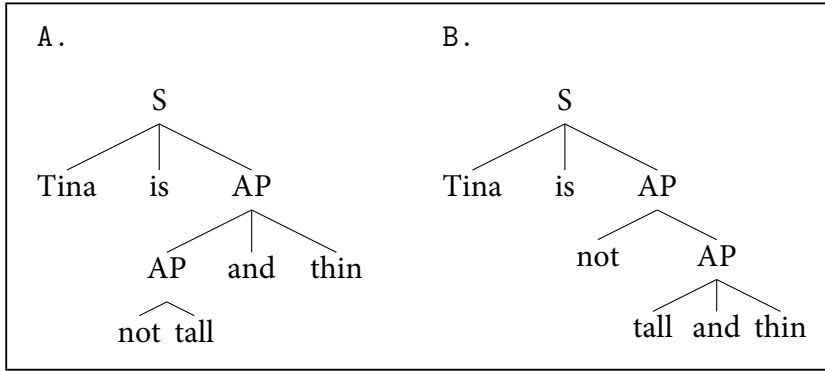 A. B.
S S
Tina is AP Tina is AP
AP and thin not AP
not tall tall and thin